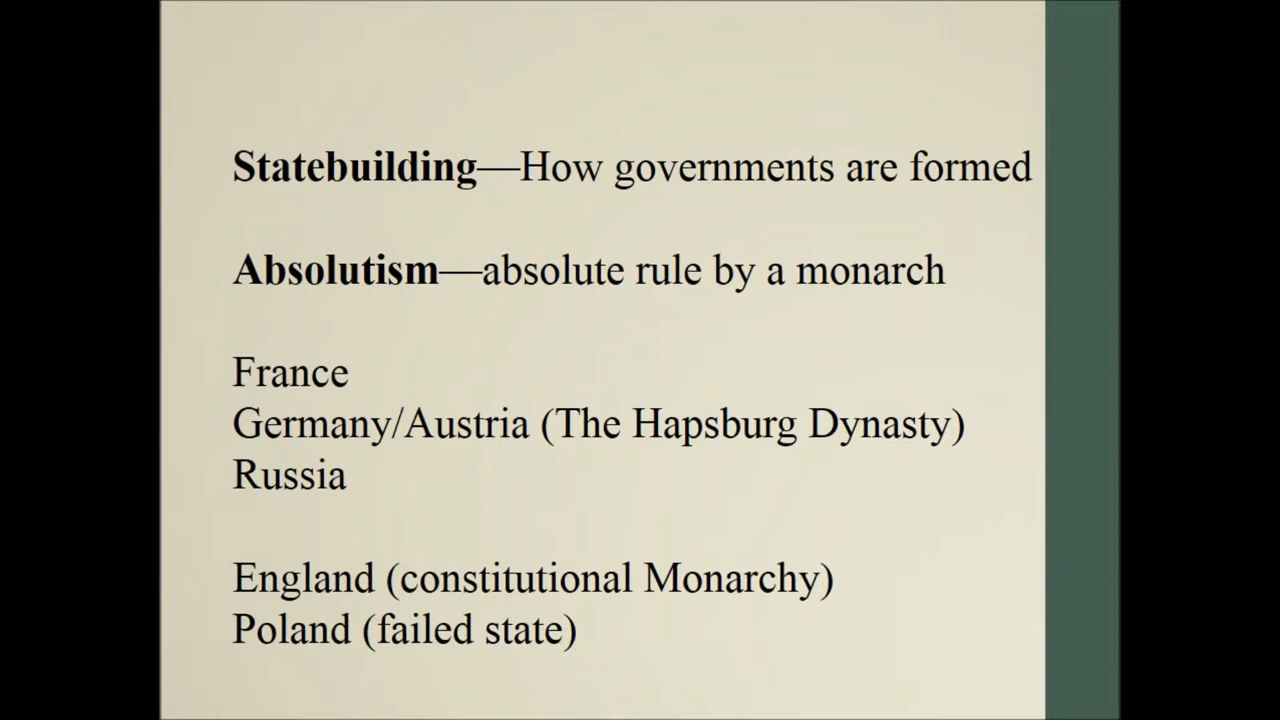 Statebuilding—How governments are formed
Absolutism—absolute rule by a monarch
France
Germany/Austria (The Hapsburg Dynasty)
Russia
England (constitutional Monarchy)
Poland (failed state)